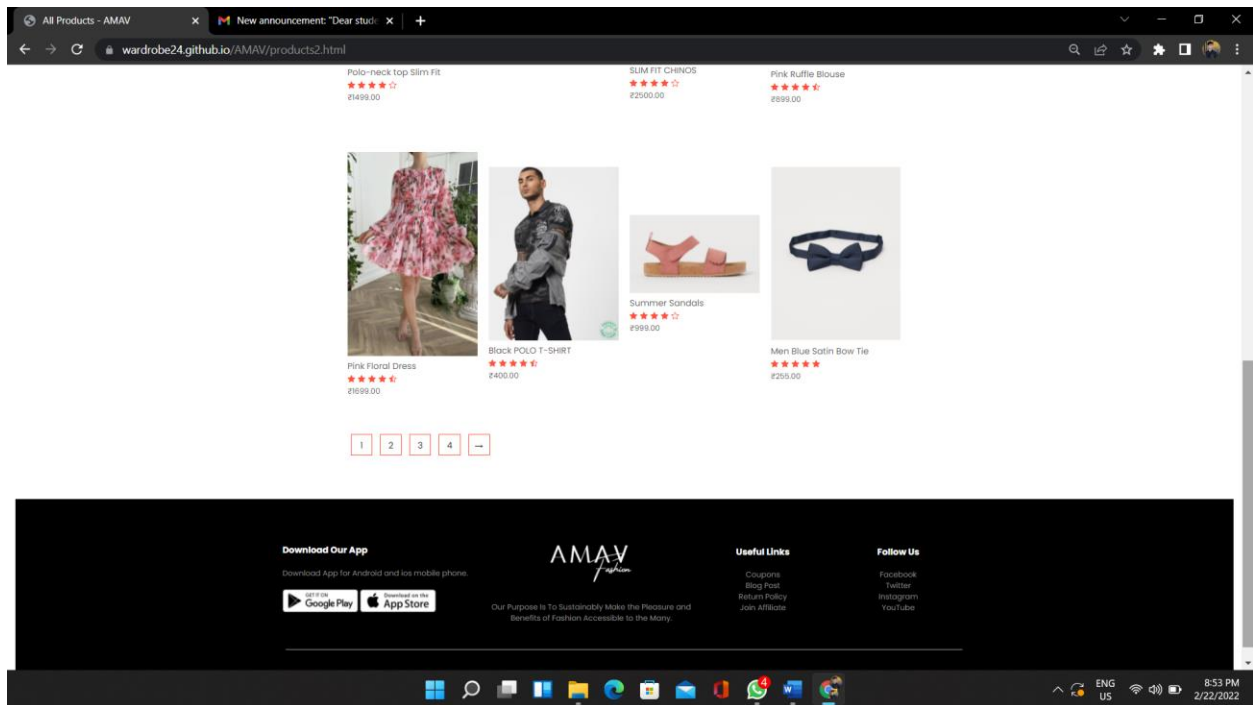 All Products - AMAV
New announcement: "Dear stude
wardrobe24.github.io/AMAV/products2.html
Polo-neck top Slim Fit
₹1499.00
SLIM FIT CHINOS
₹2500.00
Pink Ruffle Blouse
₹899.00
Pink Floral Dress
₹1699.00
Black POLO T-SHIRT
₹400.00
Summer Sandals
₹999.00
Men Blue Satin Bow Tie
₹255.00
1 2 3 4 →
Download Our App
Download App for Android and ios mobile phone.
GET IT ON
Google Play
Download on the
App Store
AMAV
Fashion
Our Purpose Is To Sustainably Make the Pleasure and
Benefits of Fashion Accessible to the Many.
Useful Links
Coupons
Blog Post
Return Policy
Join Affiliate
Follow Us
Facebook
Twitter
Instagram
YouTube
4
ENG
US
8:53 PM
2/22/2022